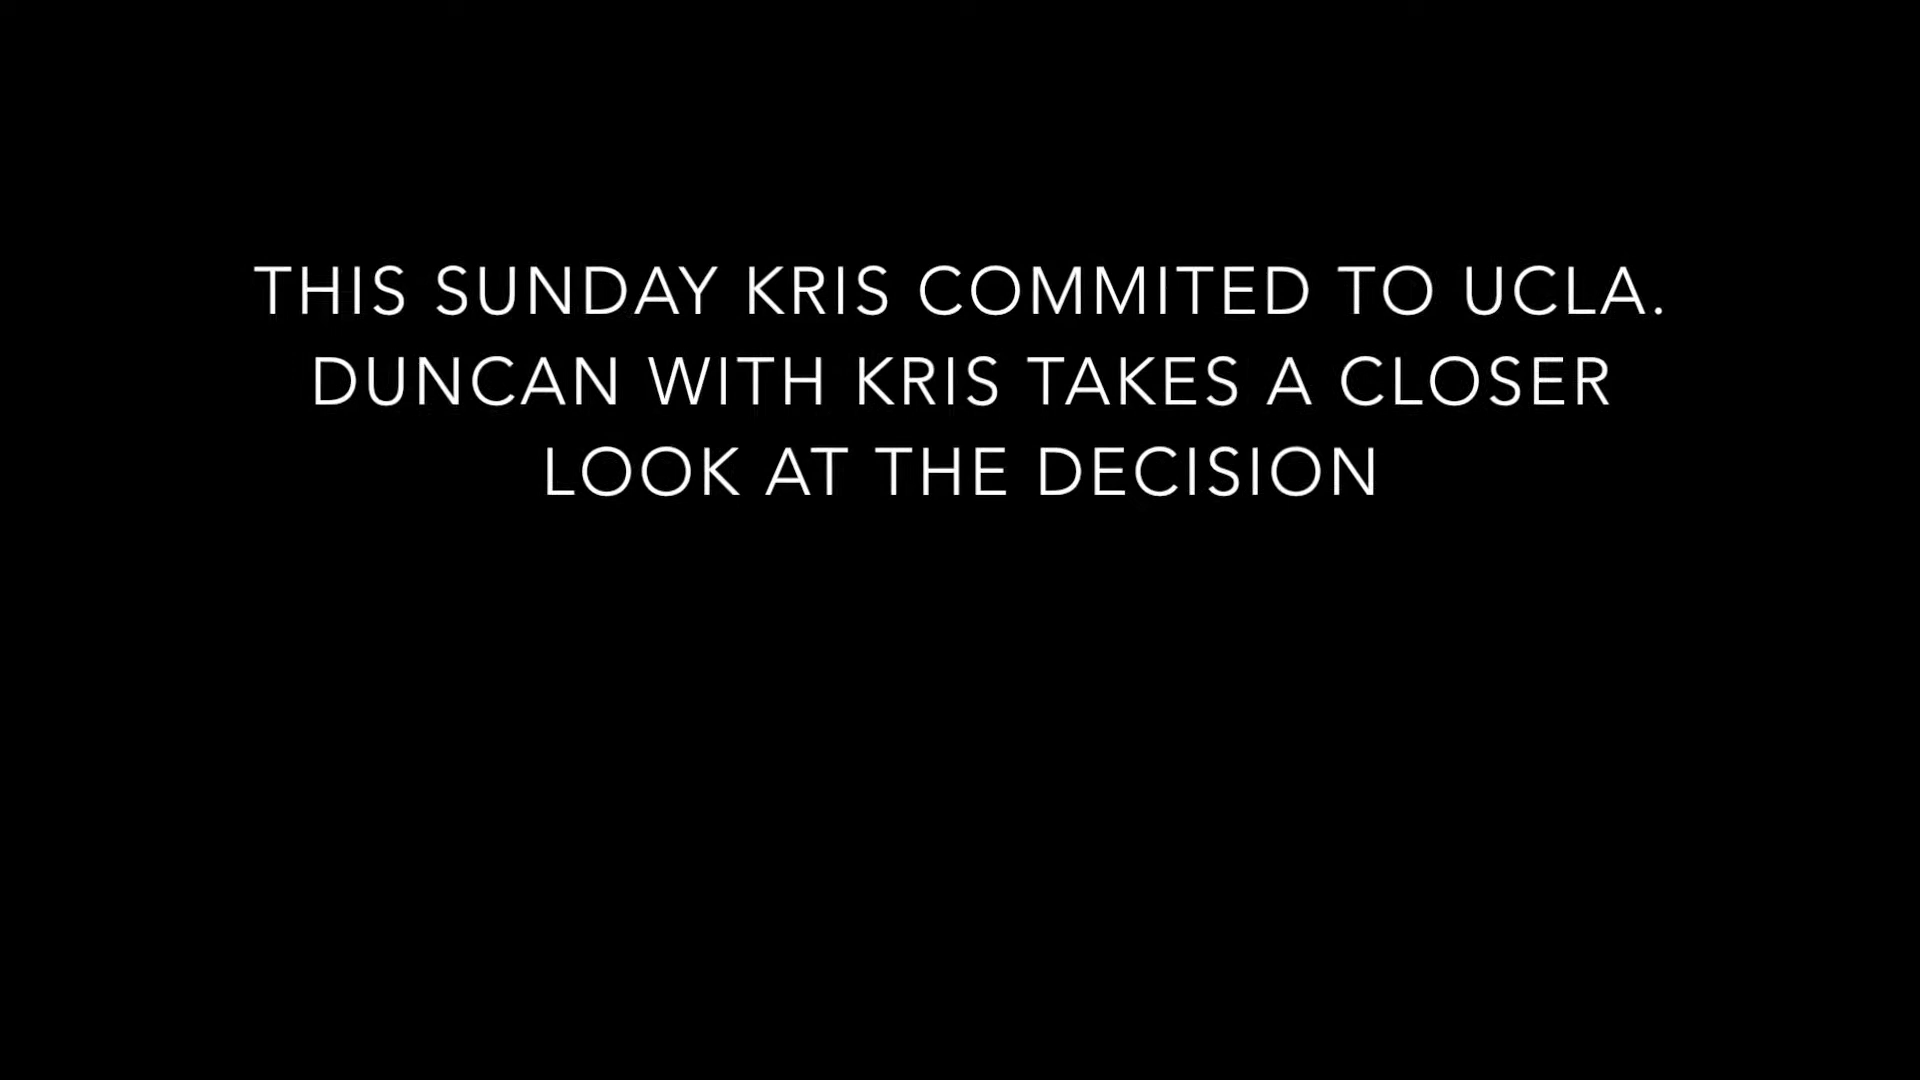 THIS SUNDAY KRIS COMMITED TO UCLA.
DUNCAN WITH KRIS TAKES A CLOSER
LOOK AT THE DECISION